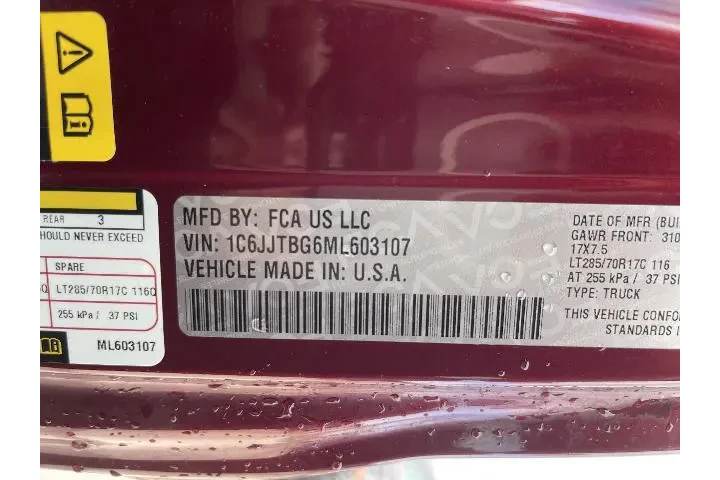 REAR 3
HOULD NEVER EXCEED
SPARE
LT285/70R17C 116Q
255 kPa / 37 PSI
ML603107
MFD BY: FCA US LLC
VIN: 1C6JJTBG6ML603107
VEHICLE MADE IN: U.S.A.
DATE OF MFR (BUI
GAWR FRONT: 310
17X7.5
LT285/70R17C 116
AT 255 kPa / 37 PSI
TYPE: TRUCK
THIS VEHICLE CONFO
STANDARDS I